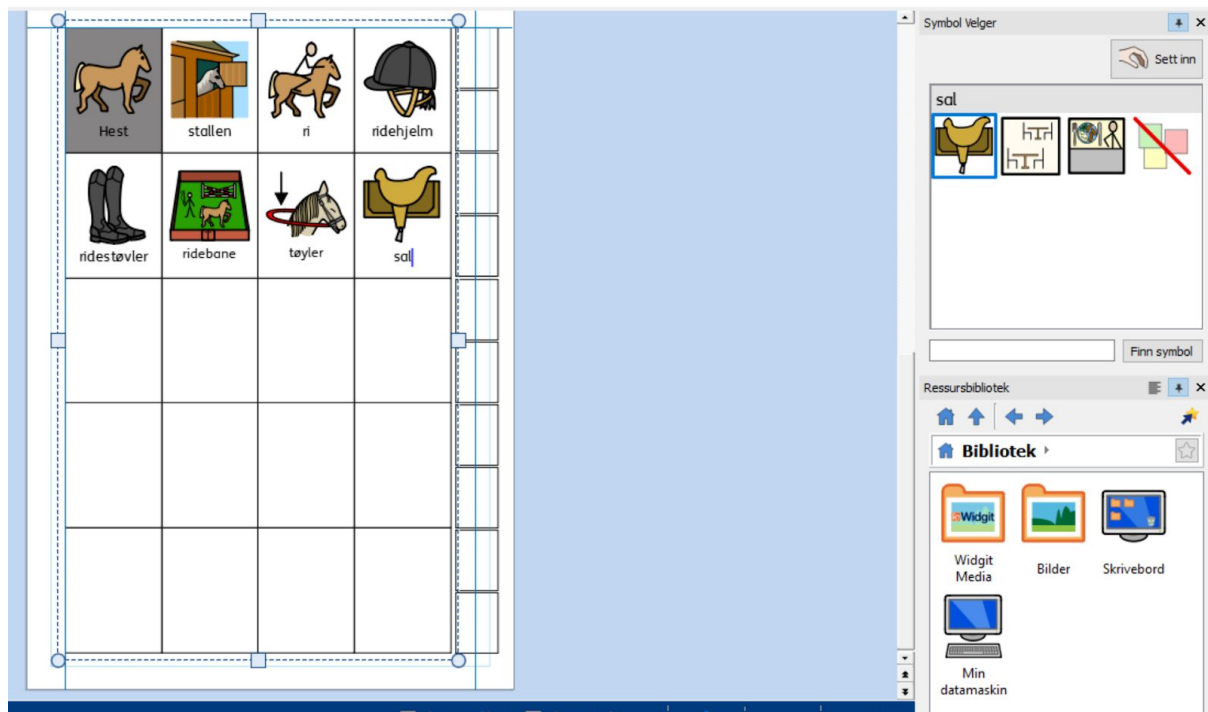 Hest
stallen
ri
ridehjelm
ridestøvler
ridebane
tøyler
sal
Symbol Velger
Sett inn
sal
Finn symbol
Ressursbibliotek
Bibliotek
Widgit
Widgit
Media
Bilder
Skrivebord
Min
datamaskin